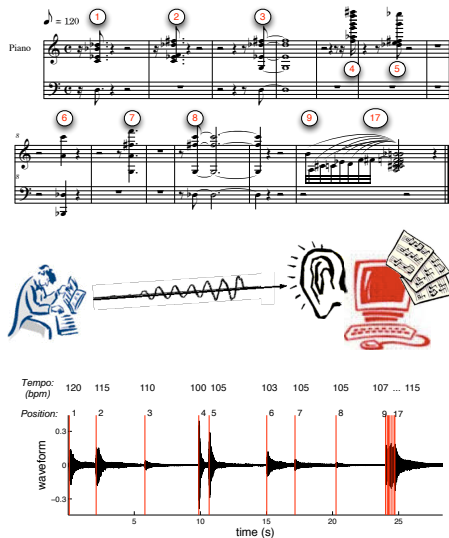 ♪ = 120
1 2 3
Piano
4 5
6 7 8 9 17
8
8
Tempo: (bpm) 120 115 110 100 105 103 105 105 107 ... 115
Position: 1 2 3 4 5 6 7 8 9 17
waveform
0.3
0
−0.3
5 10 15 20 25
time (s)